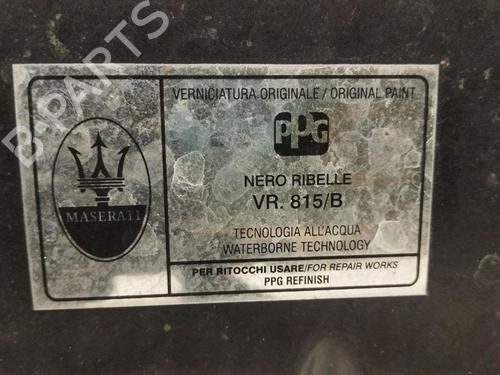 B-PARTS
VERNICIATURA ORIGINALE / ORIGINAL PAINT
PPG
NERO RIBELLE
VR. 815/B
MASERATI
TECNOLOGIA ALL'ACQUA
WATERBORNE TECHNOLOGY
PER RITOCCHI USARE/FOR REPAIR WORKS
PPG REFINISH